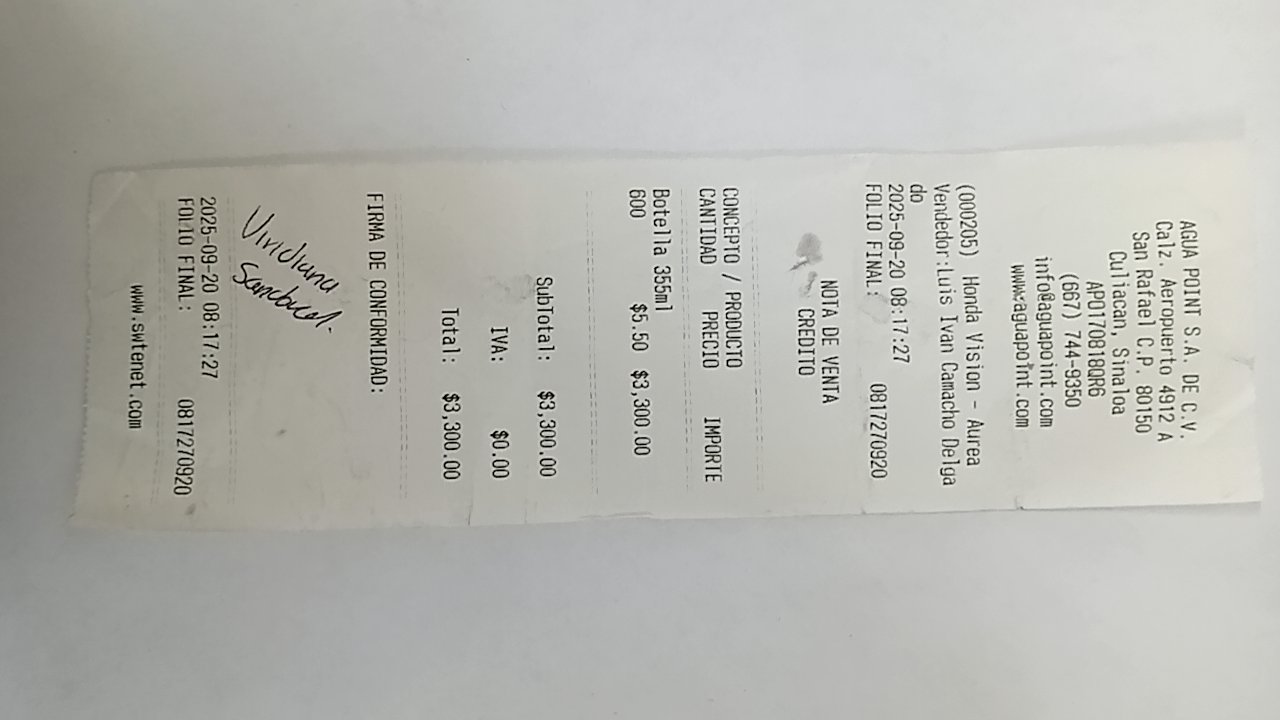 AGUA POINT S.A. DE C.V.
Calz. Aeropuerto 4912 A
San Rafael C.P. 80150
Culiacan, Sinaloa
APO170818QR6
(667) 744-9350
info@aguapoint.com
www.aguapoint.com
(000205) Honda Vision - Aurea
Vendedor:Luis Ivan Camacho Delga
do
2025-09-20 08:17:27
FOLIO FINAL: 0817270920
NOTA DE VENTA
CREDITO
CONCEPTO / PRODUCTO
CANTIDAD PRECIO IMPORTE
Botella 355ml
600 $5.50 $3,300.00
SubTotal: $3,300.00
IVA: $0.00
Total: $3,300.00
FIRMA DE CONFORMIDAD:
Viridiana
2025-09-20 08:17:27
FOLIO FINAL: 0817270920
www.swtenet.com